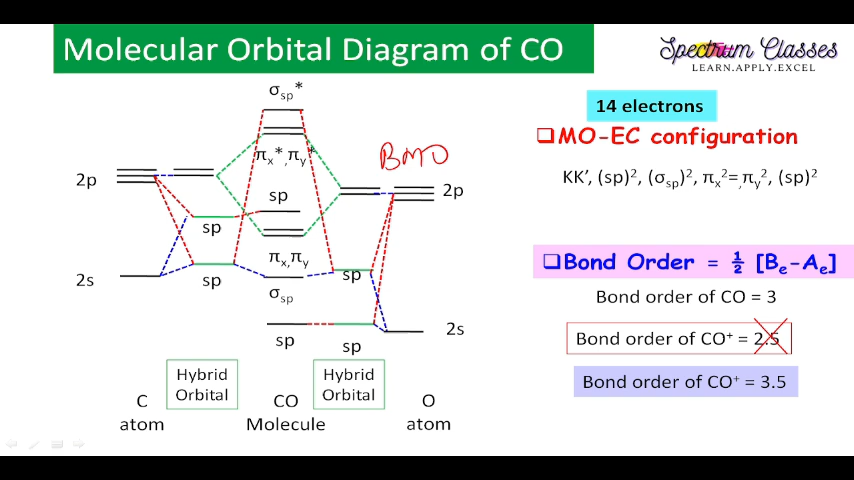 Molecular Orbital Diagram of CO
Spectrum Classes
LEARN.APPLY.EXCEL
σsp*
14 electrons
❑MO-EC configuration
BMO
πx*,πy*
2p
2p
KK’, (sp)², (σsp)², πx²=,πy², (sp)²
sp
sp
πx,πy
❑Bond Order = ½ [Be-Ae]
2s
sp
sp
σsp
Bond order of CO = 3
2s
Bond order of CO⁺ = 2.5
sp
sp
Hybrid Orbital
Hybrid Orbital
Bond order of CO⁺ = 3.5
C atom
CO Molecule
O atom